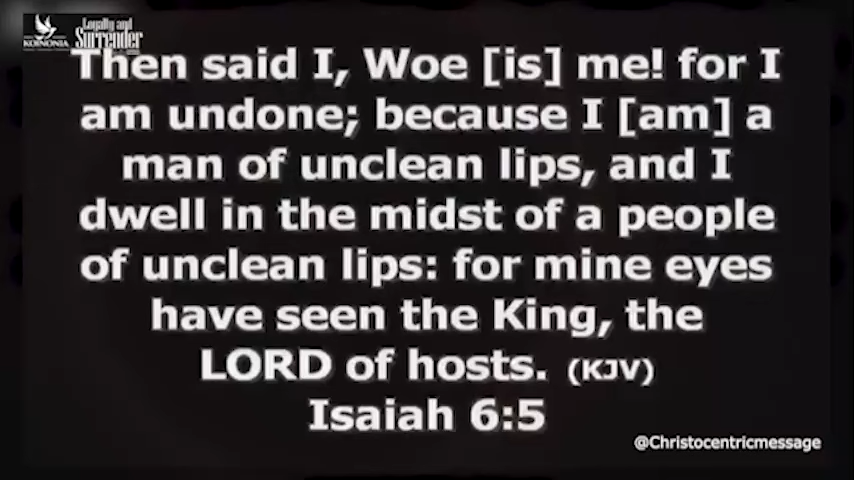 KOINONIA
Loyalty and
Surrender
Then said I, Woe [is] me! for I
am undone; because I [am] a
man of unclean lips, and I
dwell in the midst of a people
of unclean lips: for mine eyes
have seen the King, the
LORD of hosts. (KJV)
Isaiah 6:5
@Christocentricmessage